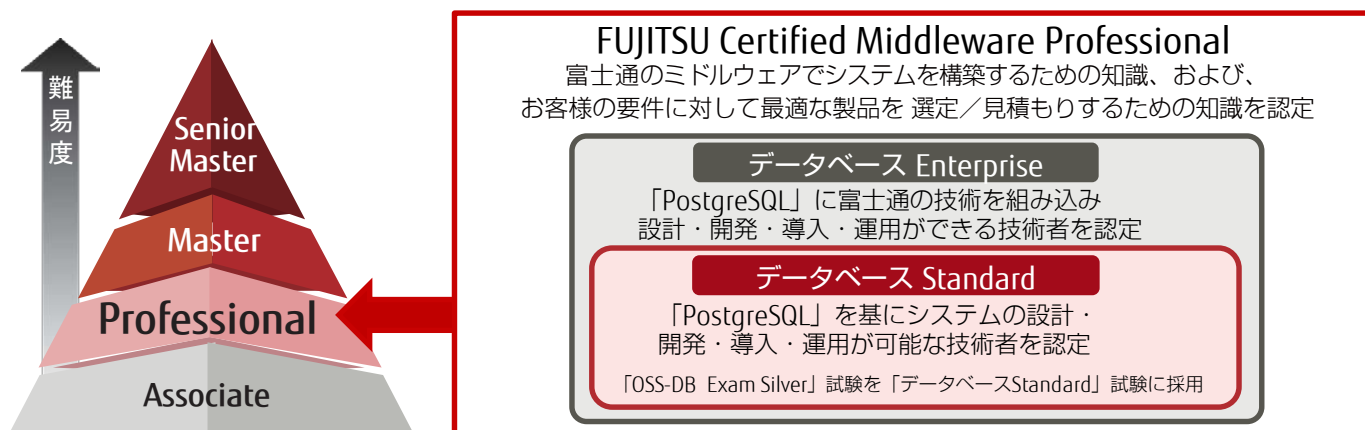 難易度
Senior
Master
Master
Professional
Associate
FUJITSU Certified Middleware Professional
富士通のミドルウェアでシステムを構築するための知識、および、
お客様の要件に対して最適な製品を 選定／見積もりするための知識を認定
データベース Enterprise
「PostgreSQL」に富士通の技術を組み込み
設計・開発・導入・運用ができる技術者を認定
データベース Standard
「PostgreSQL」を基にシステムの設計・
開発・導入・運用が可能な技術者を認定
「OSS-DB Exam Silver」試験を「データベースStandard」試験に採用